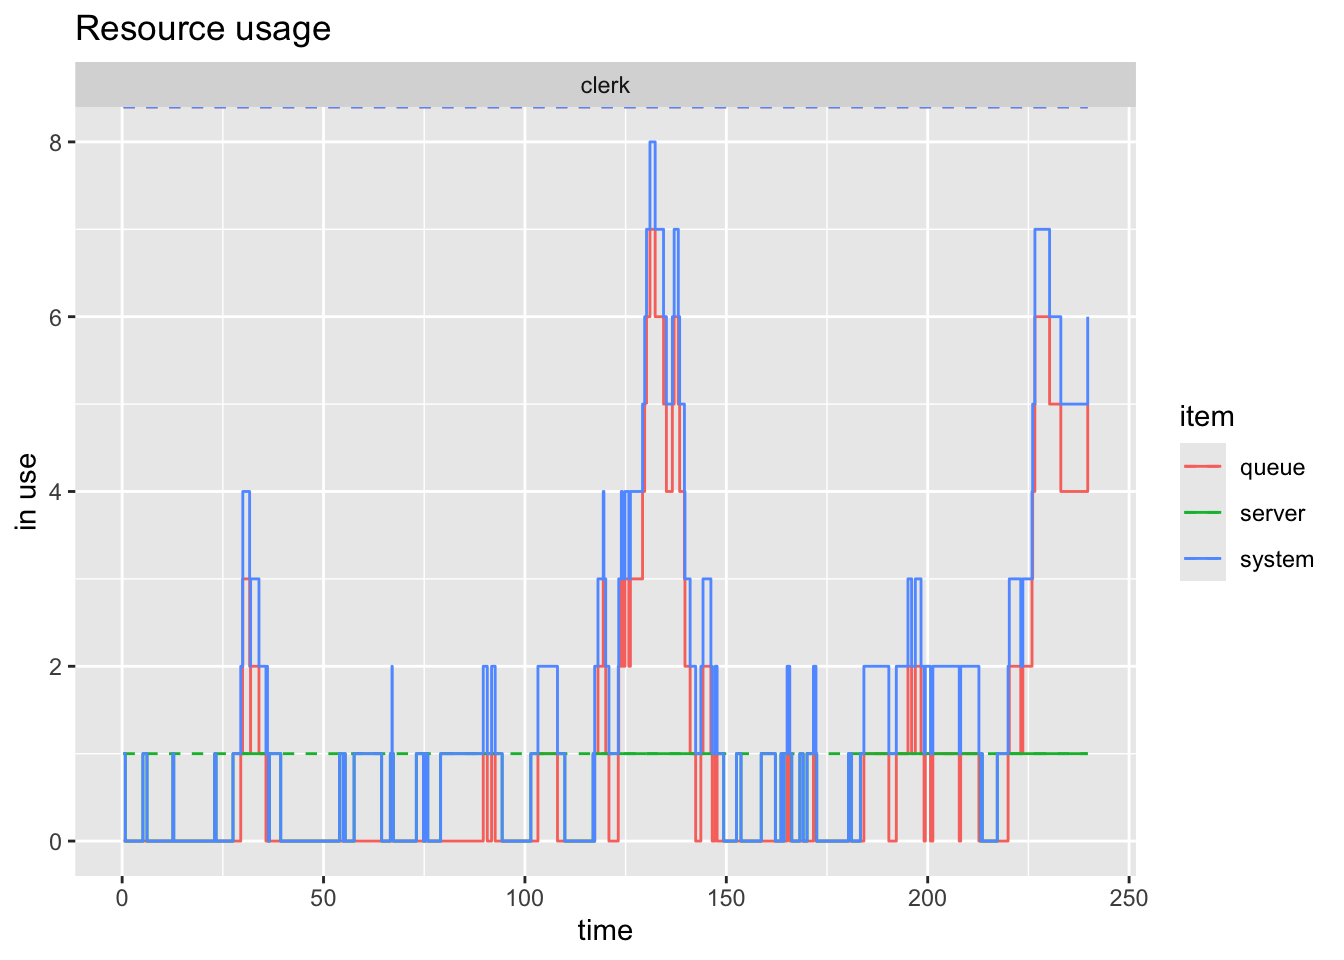 Resource usage
clerk
8
6
4
2
0
in use
0 50 100 150 200 250
time
item
queue
server
system